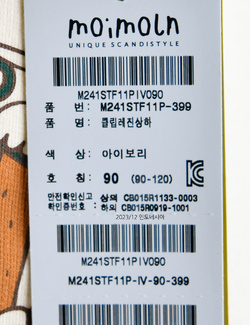 moimoln
UNIQUE SCANDISTYLE
M241STF11PIV090
품 번: M241STF11P-399
품 명: 클립레진상하
색 상: 아이보리
호 칭: 90 (90-120)
안전확인신고 상의 CB015R1133-0003
확인증번호 : 하의 CB015R0919-1001
2023/12 인도네시아
M241STF11PIV090
M241STF11P-IV-90-399